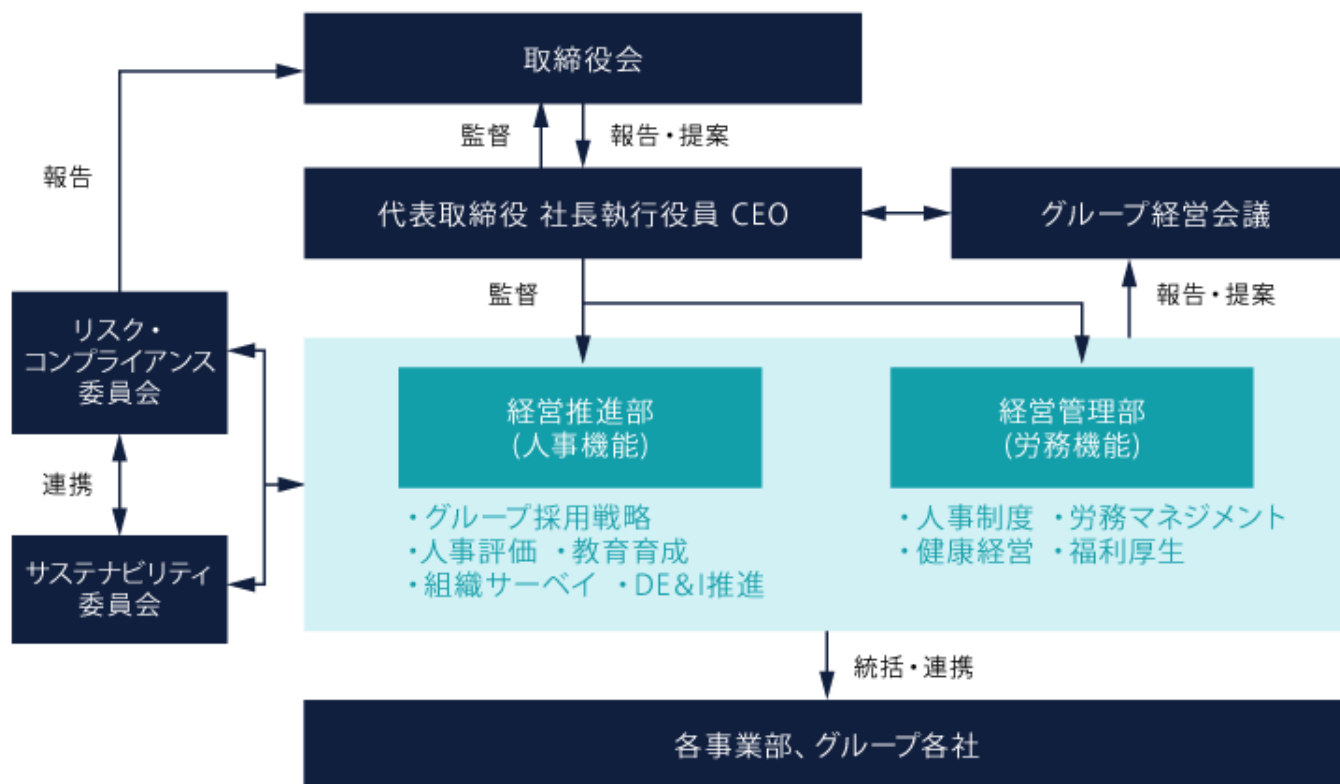 取締役会
監督
報告・提案
報告
代表取締役 社長執行役員 CEO
グループ経営会議
監督
報告・提案
リスク・
コンプライアンス
委員会
経営推進部
(人事機能)
経営管理部
(労務機能)
連携
・グループ採用戦略
・人事評価 ・教育育成
・組織サーベイ ・DE&I推進
・人事制度 ・労務マネジメント
・健康経営 ・福利厚生
サステナビリティ
委員会
統括・連携
各事業部、グループ各社